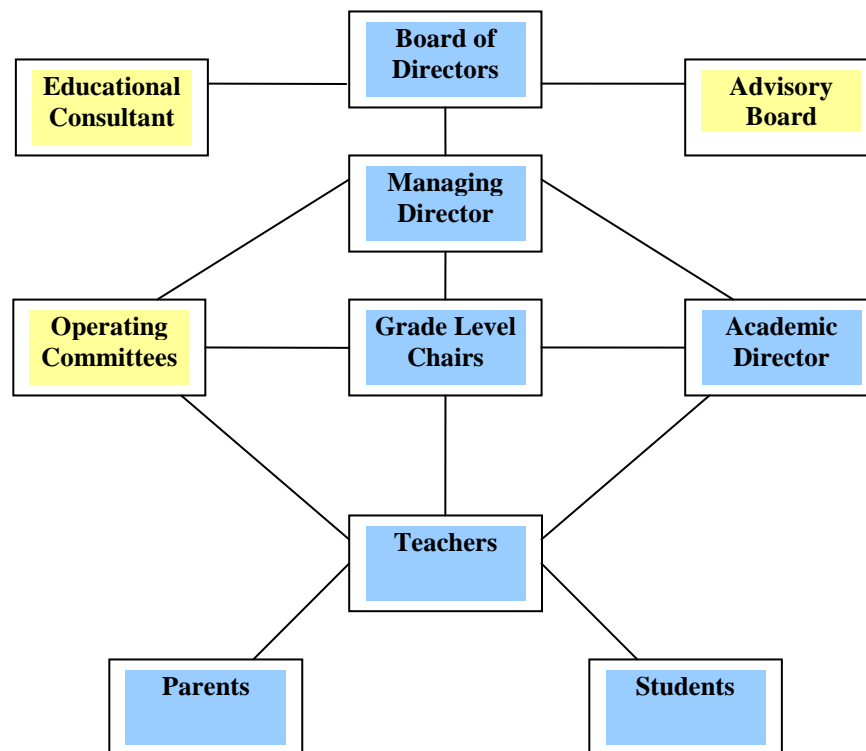 Board of
Directors
Educational
Consultant
Advisory
Board
Managing
Director
Operating
Committees
Grade Level
Chairs
Academic
Director
Teachers
Parents
Students